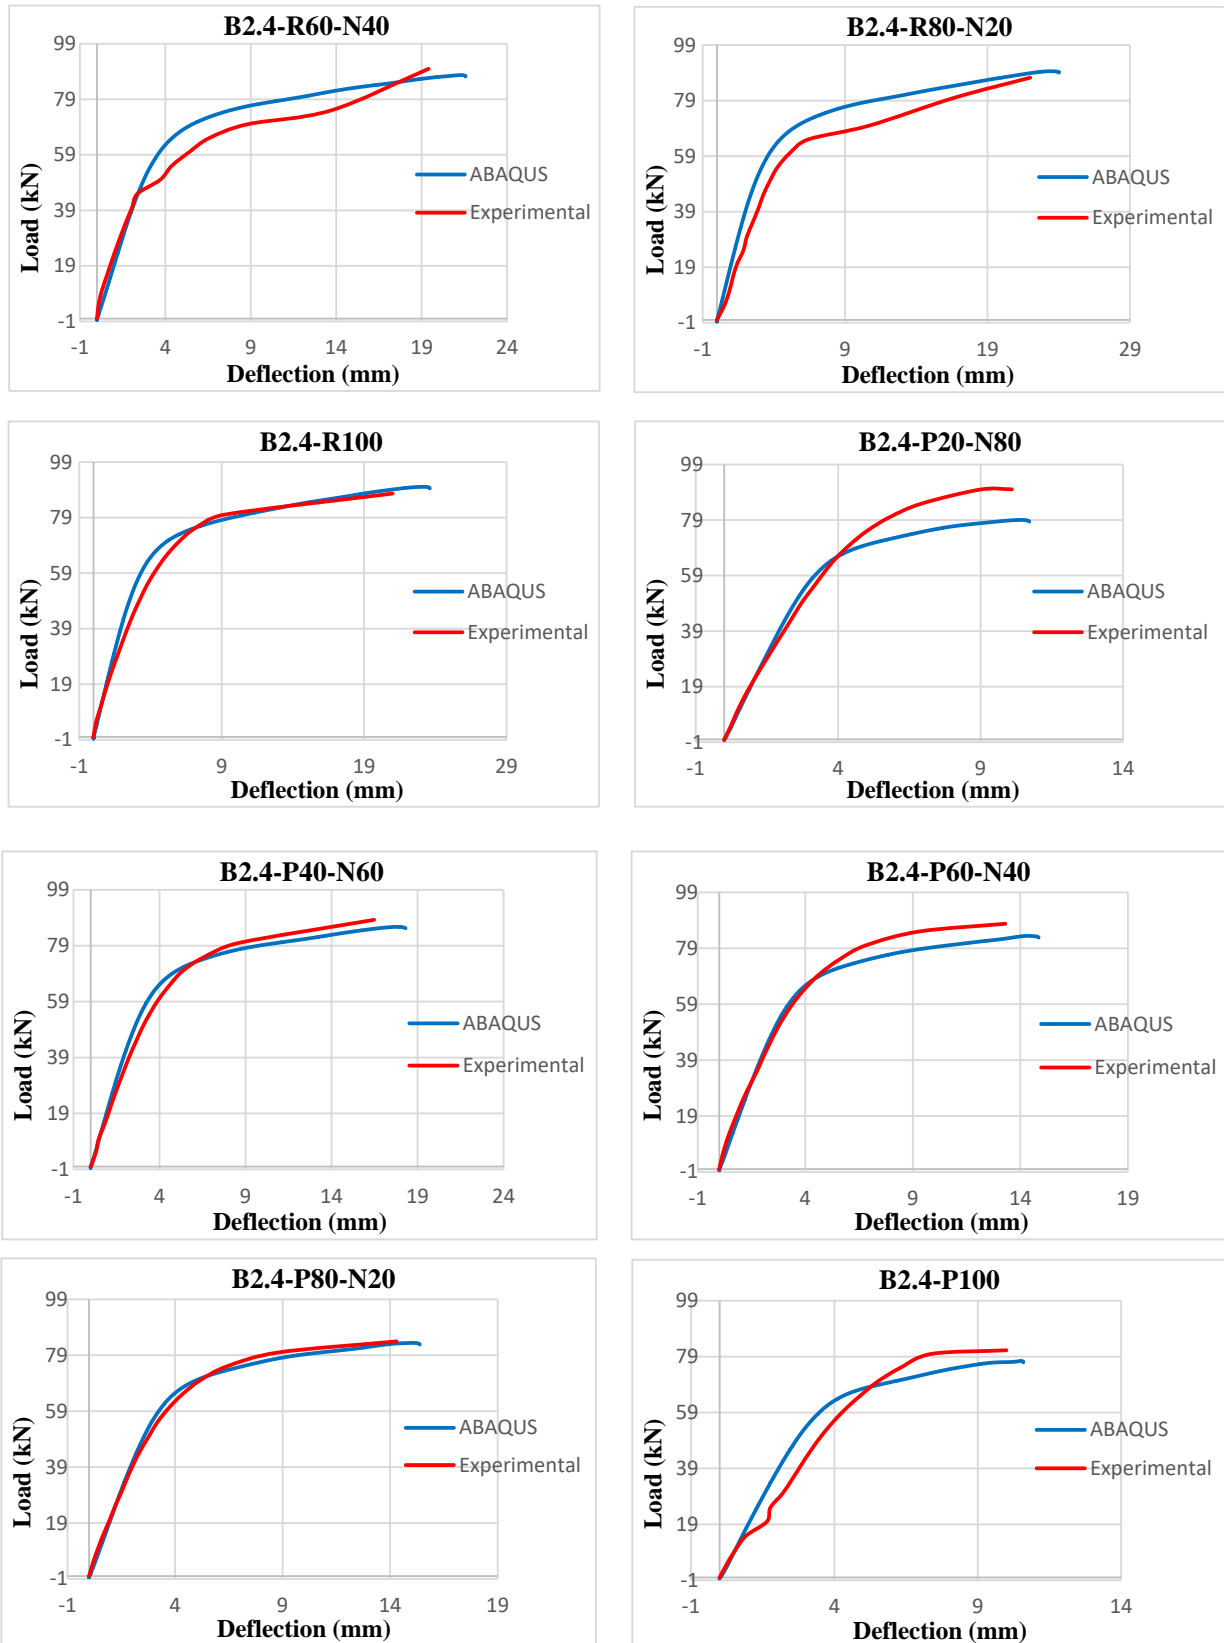 B2.4-R60-N40
99
79
59
39
19
-1
Load (kN)
ABAQUS
Experimental
-1 4 9 14 19 24
Deflection (mm)
B2.4-R80-N20
99
79
59
39
19
-1
Load (kN)
ABAQUS
Experimental
-1 9 19 29
Deflection (mm)
B2.4-R100
99
79
59
39
19
-1
Load (kN)
ABAQUS
Experimental
-1 9 19 29
Deflection (mm)
B2.4-P20-N80
99
79
59
39
19
-1
Load (kN)
ABAQUS
Experimental
-1 4 9 14
Deflection (mm)
B2.4-P40-N60
99
79
59
39
19
-1
Load (kN)
ABAQUS
Experimental
-1 4 9 14 19 24
Deflection (mm)
B2.4-P60-N40
99
79
59
39
19
-1
Load (kN)
ABAQUS
Experimental
-1 4 9 14 19
Deflection (mm)
B2.4-P80-N20
99
79
59
39
19
-1
Load (kN)
ABAQUS
Experimental
-1 4 9 14 19
Deflection (mm)
B2.4-P100
99
79
59
39
19
-1
Load (kN)
ABAQUS
Experimental
-1 4 9 14
Deflection (mm)